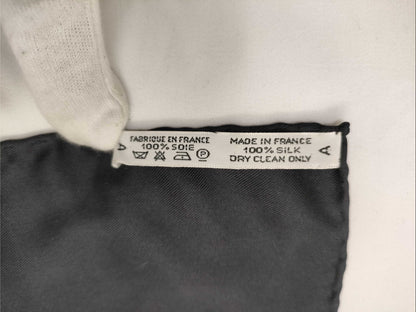 FABRIQUE EN FRANCE
100% SOIE
P
MADE IN FRANCE
100% SILK
DRY CLEAN ONLY
A
A